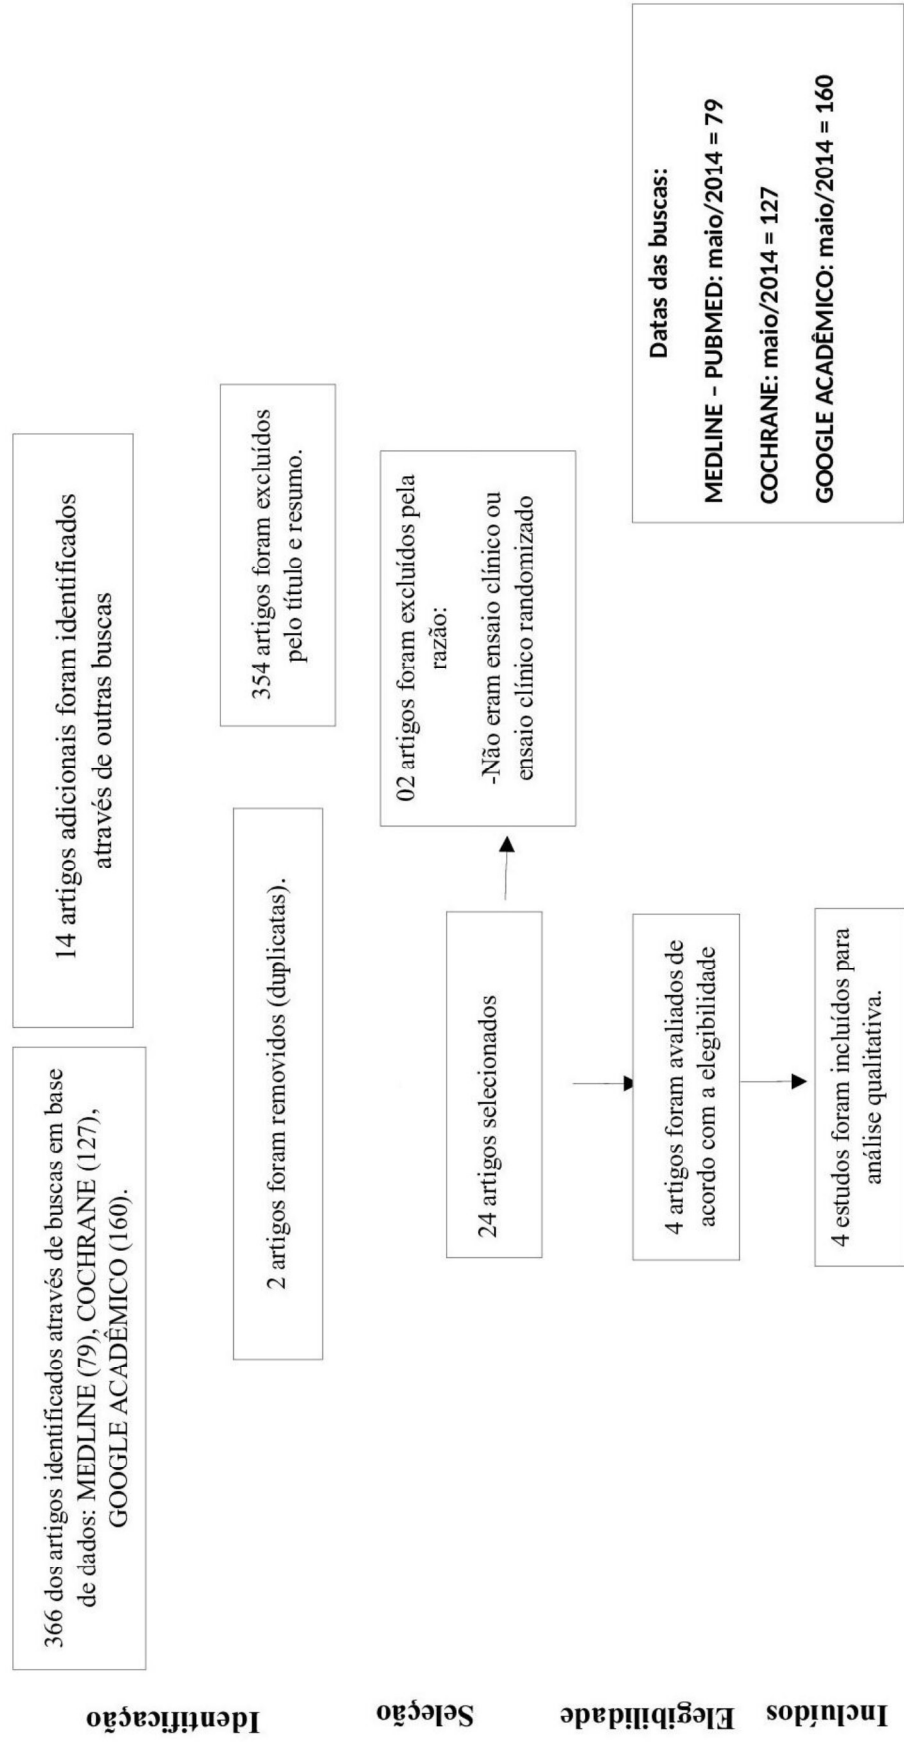 Identificação
366 dos artigos identificados através de buscas em base
de dados: MEDLINE (79), COCHRANE (127),
GOOGLE ACADÊMICO (160).
14 artigos adicionais foram identificados
através de outras buscas
2 artigos foram removidos (duplicatas).
354 artigos foram excluídos
pelo título e resumo.
Seleção
24 artigos selecionados
02 artigos foram excluídos pela
razão:
-Não eram ensaio clínico ou
ensaio clínico randomizado
Elegibilidade
4 artigos foram avaliados de
acordo com a elegibilidade
Incluídos
4 estudos foram incluídos para
análise qualitativa.
Datas das buscas:
MEDLINE – PUBMED: maio/2014 = 79
COCHRANE: maio/2014 = 127
GOOGLE ACADÊMICO: maio/2014 = 160